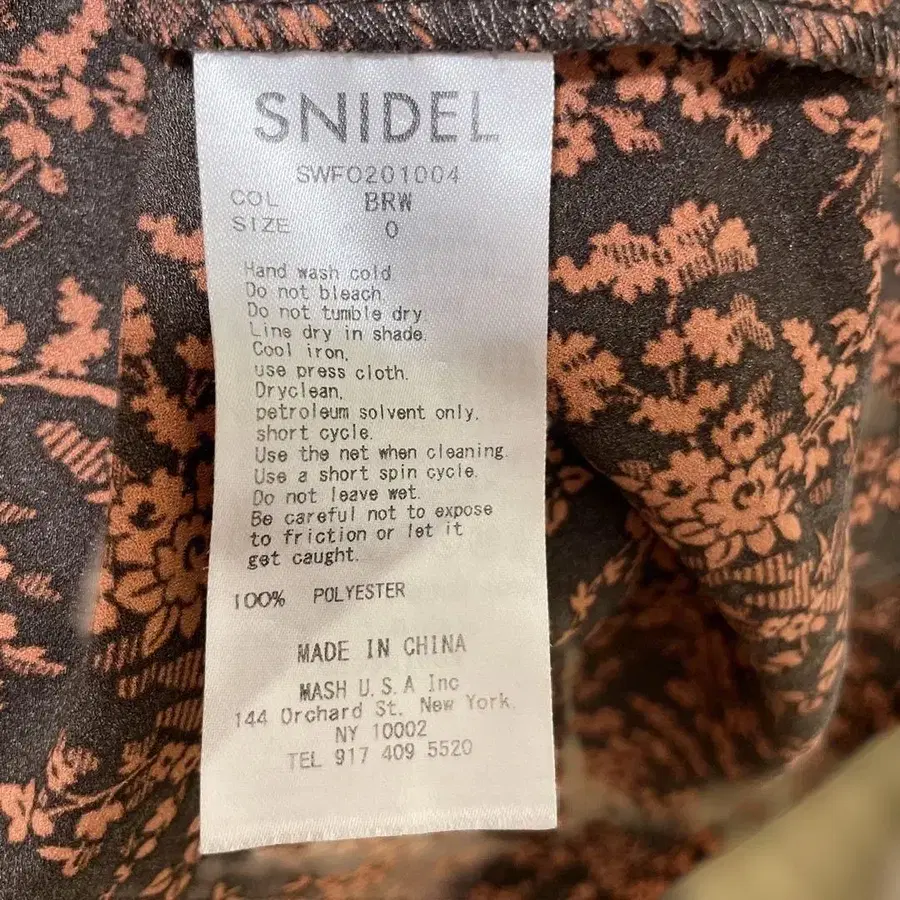 SNIDEL
SWFO201004
COL BRW
SIZE 0
Hand wash cold
Do not bleach.
Do not tumble dry.
Line dry in shade.
Cool iron,
use press cloth.
Dryclean,
petroleum solvent only,
short cycle.
Use the net when cleaning.
Use a short spin cycle.
Do not leave wet.
Be careful not to expose
to friction or let it
get caught.
100% POLYESTER
MADE IN CHINA
MASH U.S.A Inc
144 Orchard St. New York,
NY 10002
TEL 917 409 5520